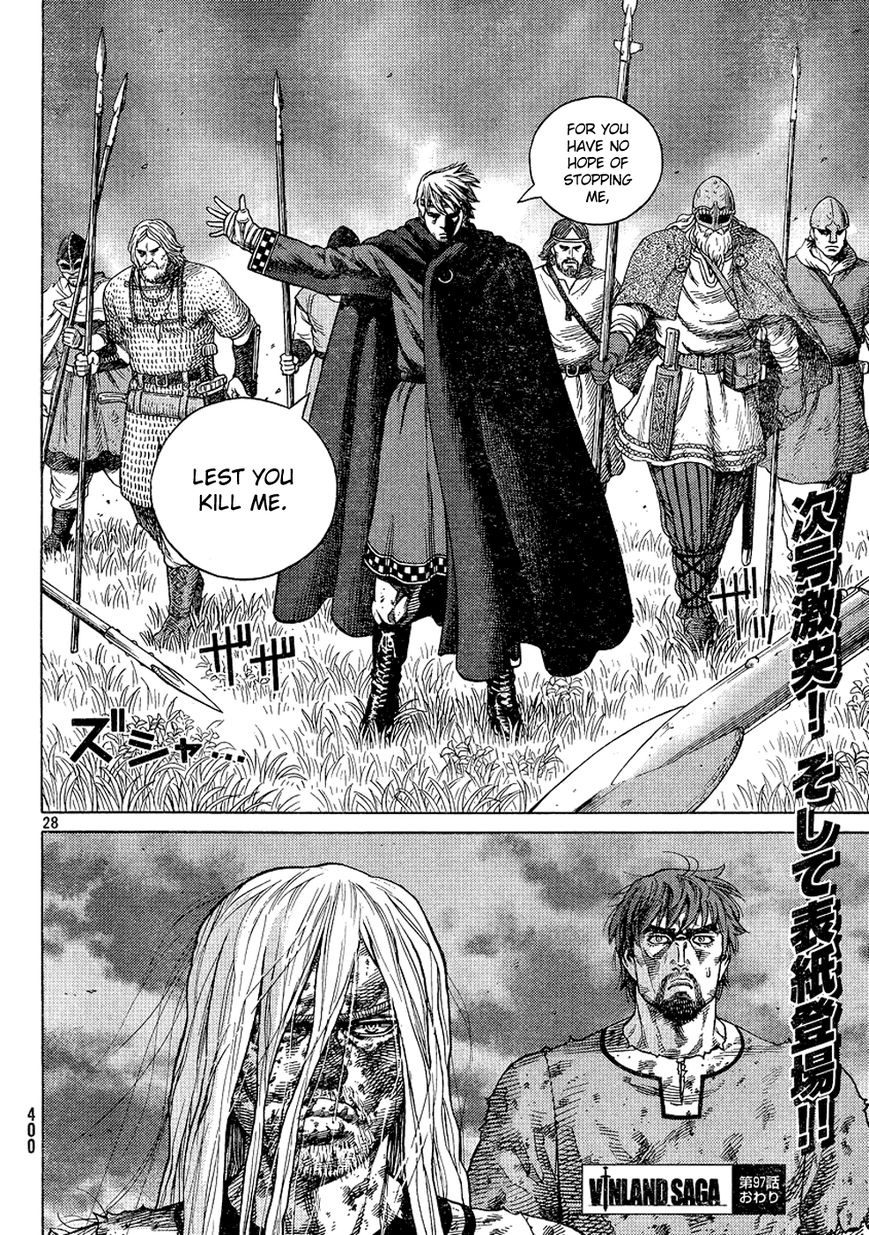 FOR YOU
HAVE NO
HOPE OF
STOPPING
ME,
LEST YOU
KILL ME.
ザッ
ザッ
ザッ
ズシャ…
次号激突！そして表紙登場!!
28
400
VINLAND SAGA
第97話
おわり